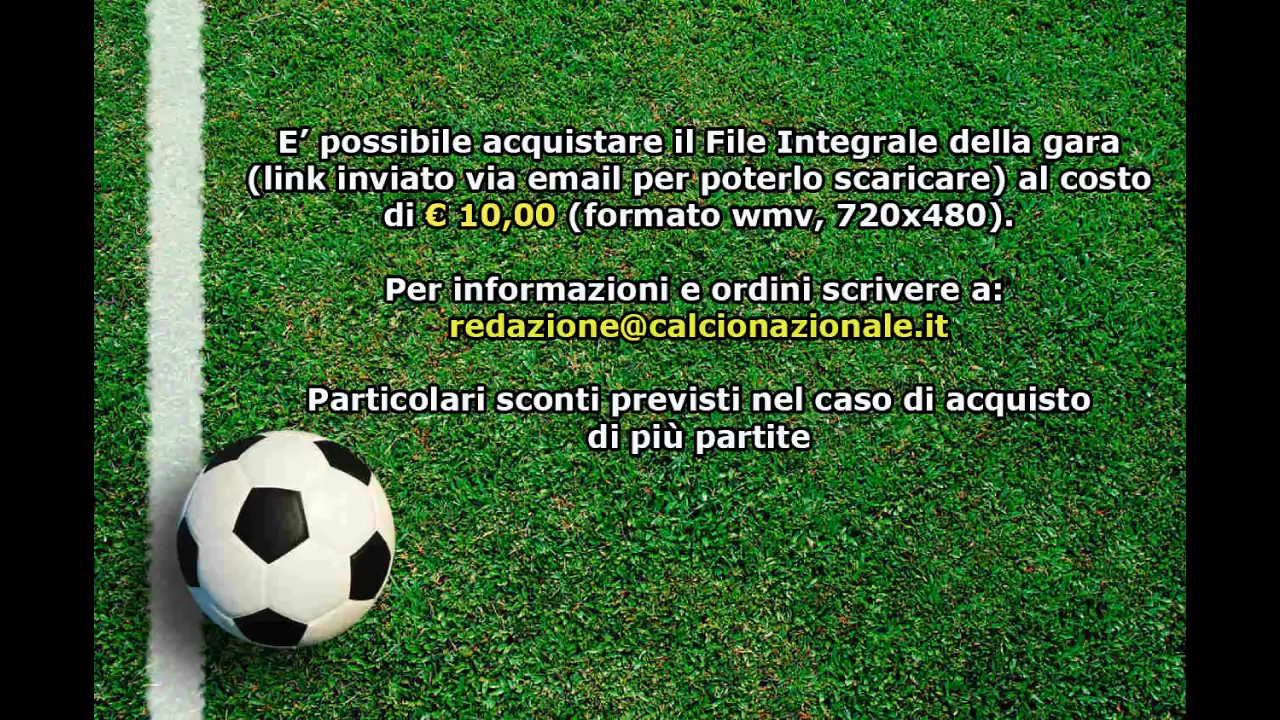 E’ possibile acquistare il File Integrale della gara
(link inviato via email per poterlo scaricare) al costo
di € 10,00 (formato wmv, 720x480).
Per informazioni e ordini scrivere a:
redazione@calcionazionale.it
Particolari sconti previsti nel caso di acquisto
di più partite